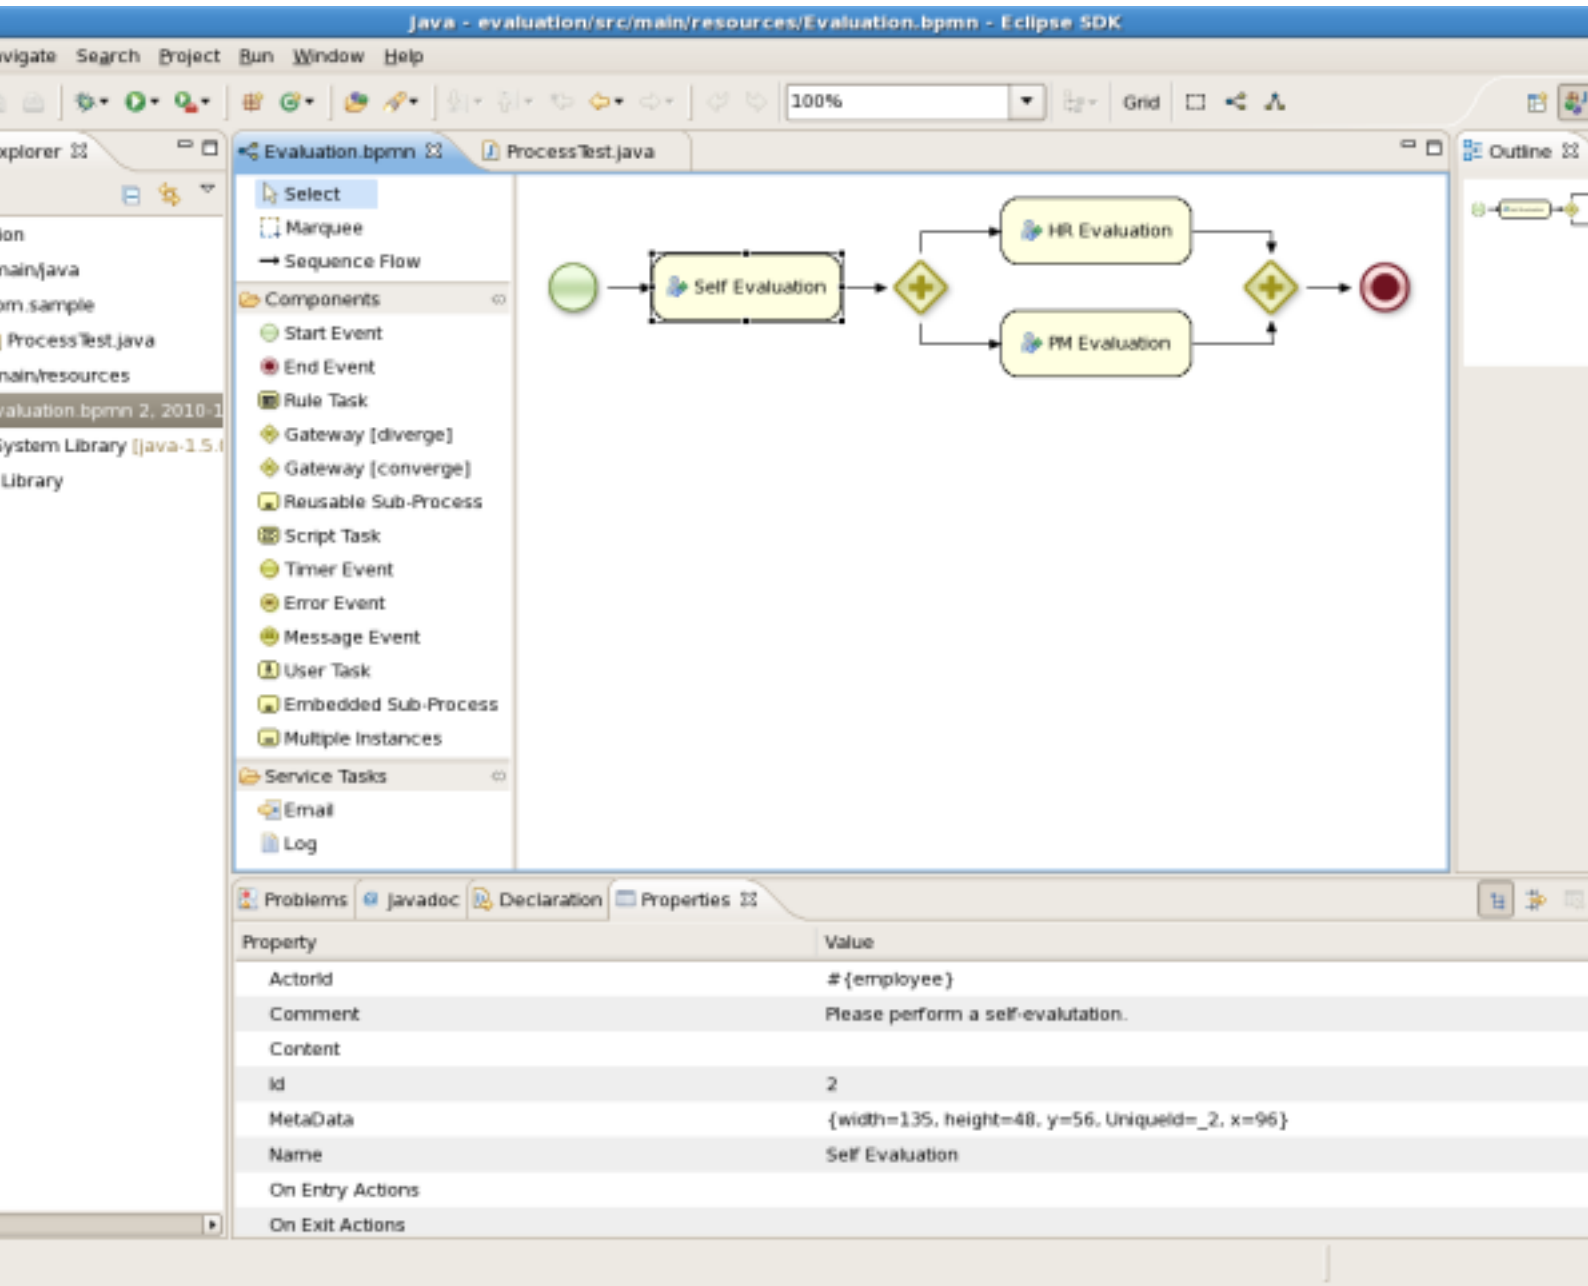 Java - evaluation/src/main/resources/Evaluation.bpmn - Eclipse SDK
avigate Search Project Run Window Help
100% Grid
xplorer
ion
main/java
om.sample
ProcessTest.java
main/resources
valuation.bpmn 2, 2010-1
System Library [java-1.5.
Library
Evaluation.bpmn ProcessTest.java
Select
Marquee
Sequence Flow
Components
Start Event
End Event
Rule Task
Gateway [diverge]
Gateway [converge]
Reusable Sub-Process
Script Task
Timer Event
Error Event
Message Event
User Task
Embedded Sub-Process
Multiple Instances
Service Tasks
Email
Log
Self Evaluation
HR Evaluation
PM Evaluation
Outline
Problems Javadoc Declaration Properties
Property Value
ActorId #{employee}
Comment Please perform a self-evalutation.
Content
Id 2
MetaData {width=135, height=48, y=56, UniqueId=_2, x=96}
Name Self Evaluation
On Entry Actions
On Exit Actions